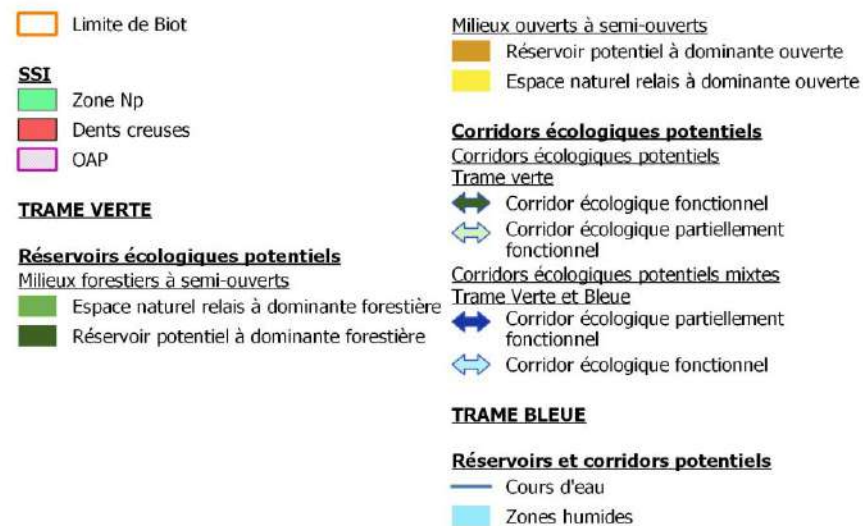 Limite de Biot
SSI
Zone Np
Dents creuses
OAP
TRAME VERTE
Réservoirs écologiques potentiels
Milieux forestiers à semi-ouverts
Espace naturel relais à dominante forestière
Réservoir potentiel à dominante forestière
Milieux ouverts à semi-ouverts
Réservoir potentiel à dominante ouverte
Espace naturel relais à dominante ouverte
Corridors écologiques potentiels
Corridors écologiques potentiels
Trame verte
Corridor écologique fonctionnel
Corridor écologique partiellement
fonctionnel
Corridors écologiques potentiels mixtes
Trame Verte et Bleue
Corridor écologique partiellement
fonctionnel
Corridor écologique fonctionnel
TRAME BLEUE
Réservoirs et corridors potentiels
Cours d'eau
Zones humides